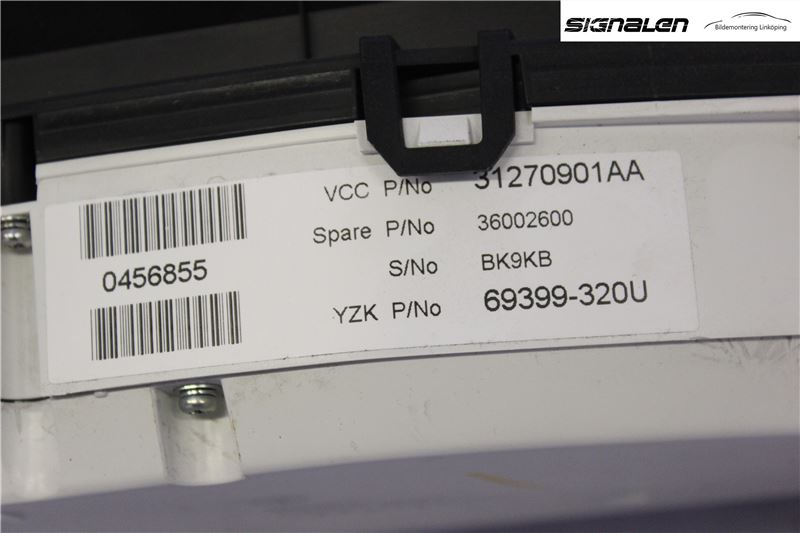 SIGNALEN
Bildemontering Linköping
VCC P/No 31270901AA
Spare P/No 36002600
S/No BK9KB
YZK P/No 69399-320U
0456855